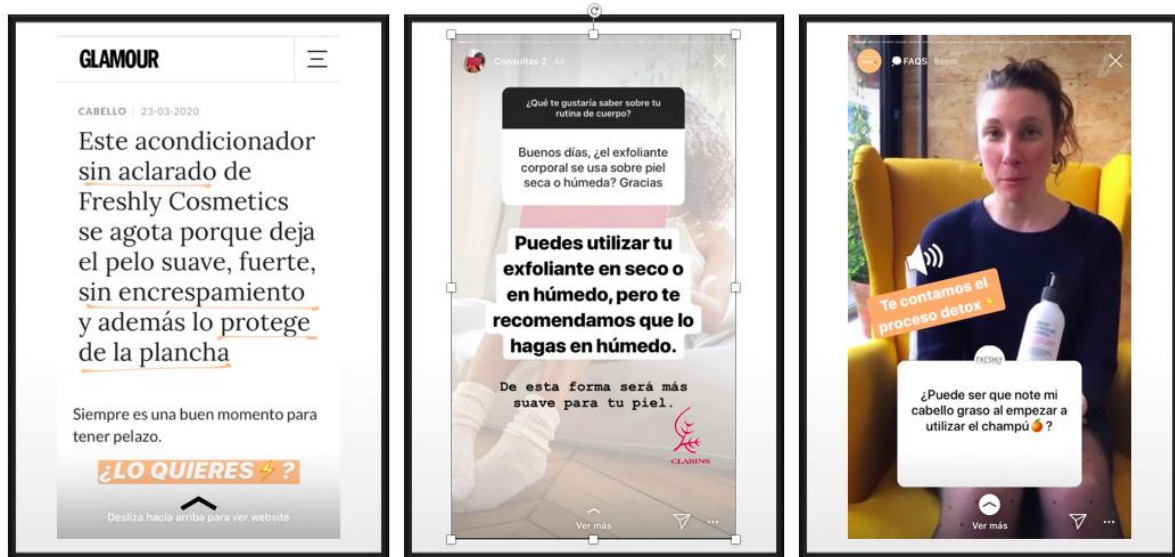 GLAMOUR
CABELLO | 23-03-2020
Este acondicionador
sin aclarado de
Freshly Cosmetics
se agota porque deja
el pelo suave, fuerte,
sin encrespamiento
y además lo protege
de la plancha
Siempre es una buen momento para
tener pelazo.
¿LO QUIERES⚡?
Desliza hacia arriba para ver website
Consultas 2 4d
¿Qué te gustaría saber sobre tu
rutina de cuerpo?
Buenos días, ¿el exfoliante
corporal se usa sobre piel
seca o húmeda? Gracias
Puedes utilizar tu
exfoliante en seco o
en húmedo, pero te
recomendamos que lo
hagas en húmedo.
De esta forma será más
suave para tu piel.
CLARINS
Ver más
💭FAQS 6sem
Te contamos el
proceso detox⚡
FRESHLY
¿Puede ser que note mi
cabello graso al empezar a
utilizar el champú🍊?
Ver más